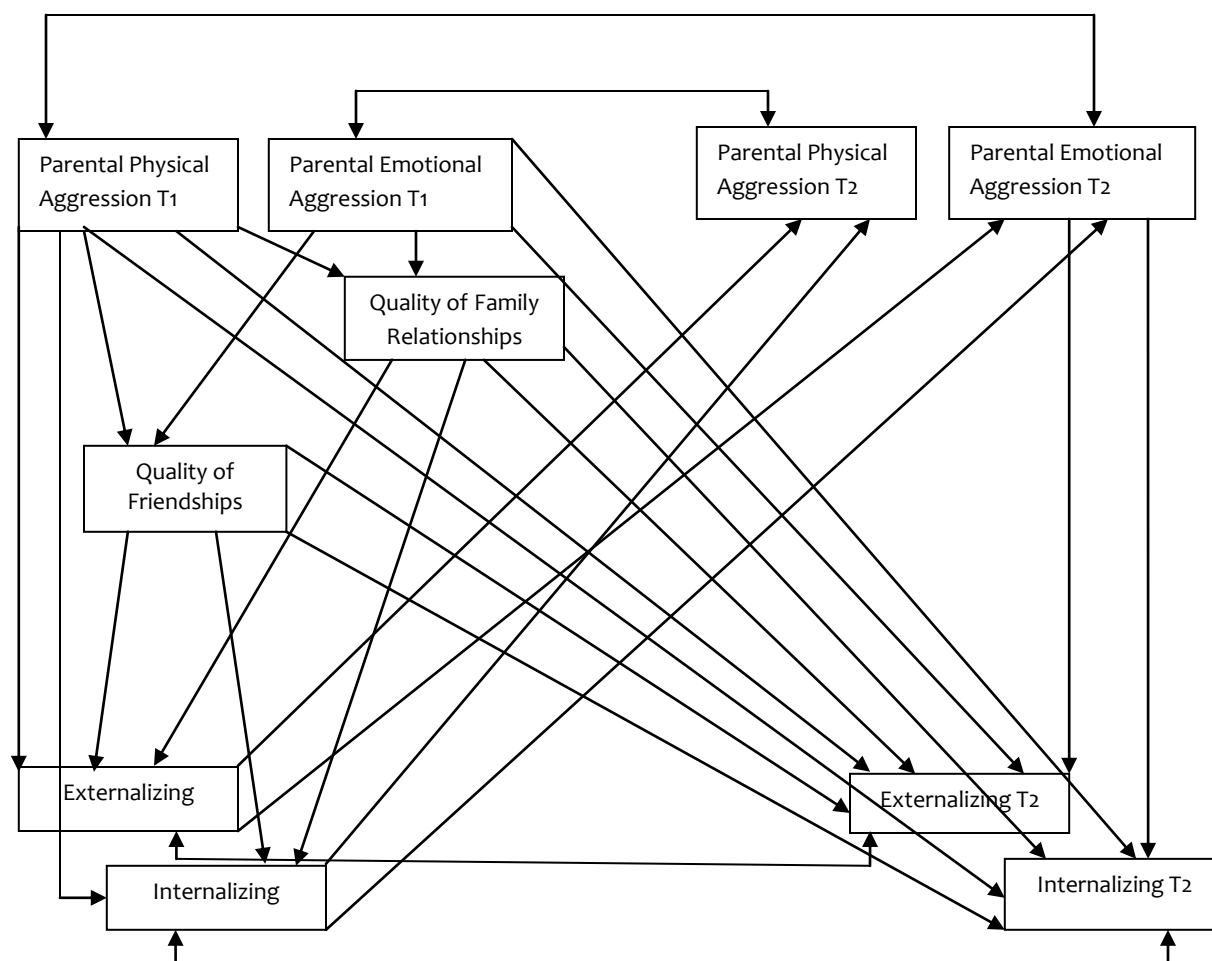 Parental Physical
Aggression T1
Parental Emotional
Aggression T1
Parental Physical
Aggression T2
Parental Emotional
Aggression T2
Quality of Family
Relationships
Quality of
Friendships
Externalizing
Externalizing T2
Internalizing
Internalizing T2